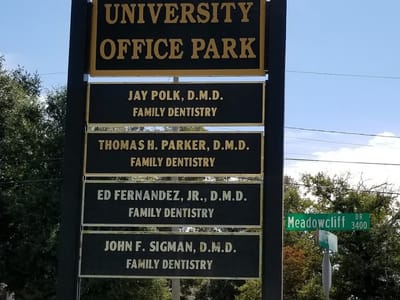 UNIVERSITY
OFFICE PARK
JAY POLK, D.M.D.
FAMILY DENTISTRY
THOMAS H. PARKER, D.M.D.
FAMILY DENTISTRY
ED FERNANDEZ, JR., D.M.D.
FAMILY DENTISTRY
JOHN F. SIGMAN, D.M.D.
FAMILY DENTISTRY
Meadowcliff DR
3400